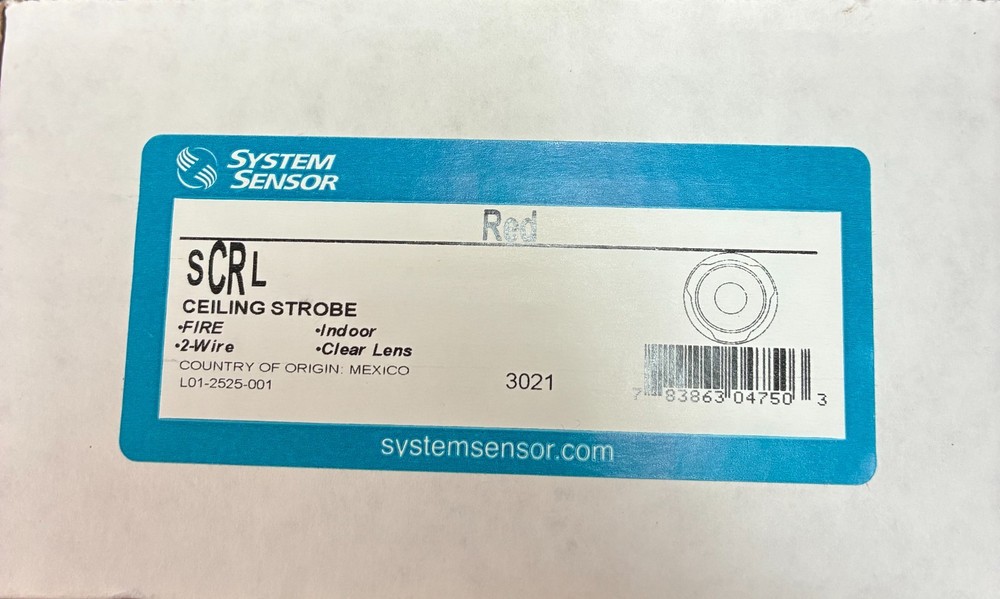 SYSTEM
SENSOR
Red
SCRL
CEILING STROBE
•FIRE •Indoor
•2-Wire •Clear Lens
COUNTRY OF ORIGIN: MEXICO
L01-2525-001
3021
7 83863 04750 3
systemsensor.com